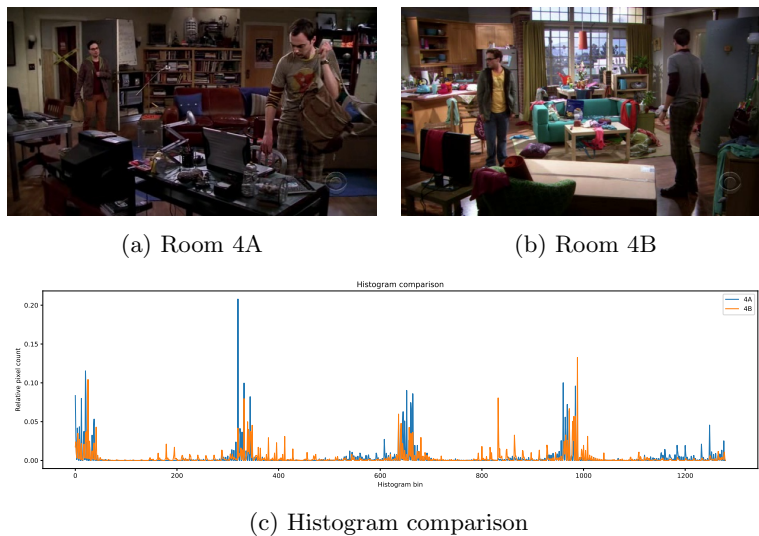 (a) Room 4A
(b) Room 4B
Histogram comparison
4A
4B
Relative pixel count
0.20
0.15
0.10
0.05
0.00
0
200
400
600
800
1000
1200
Histogram bin
(c) Histogram comparison